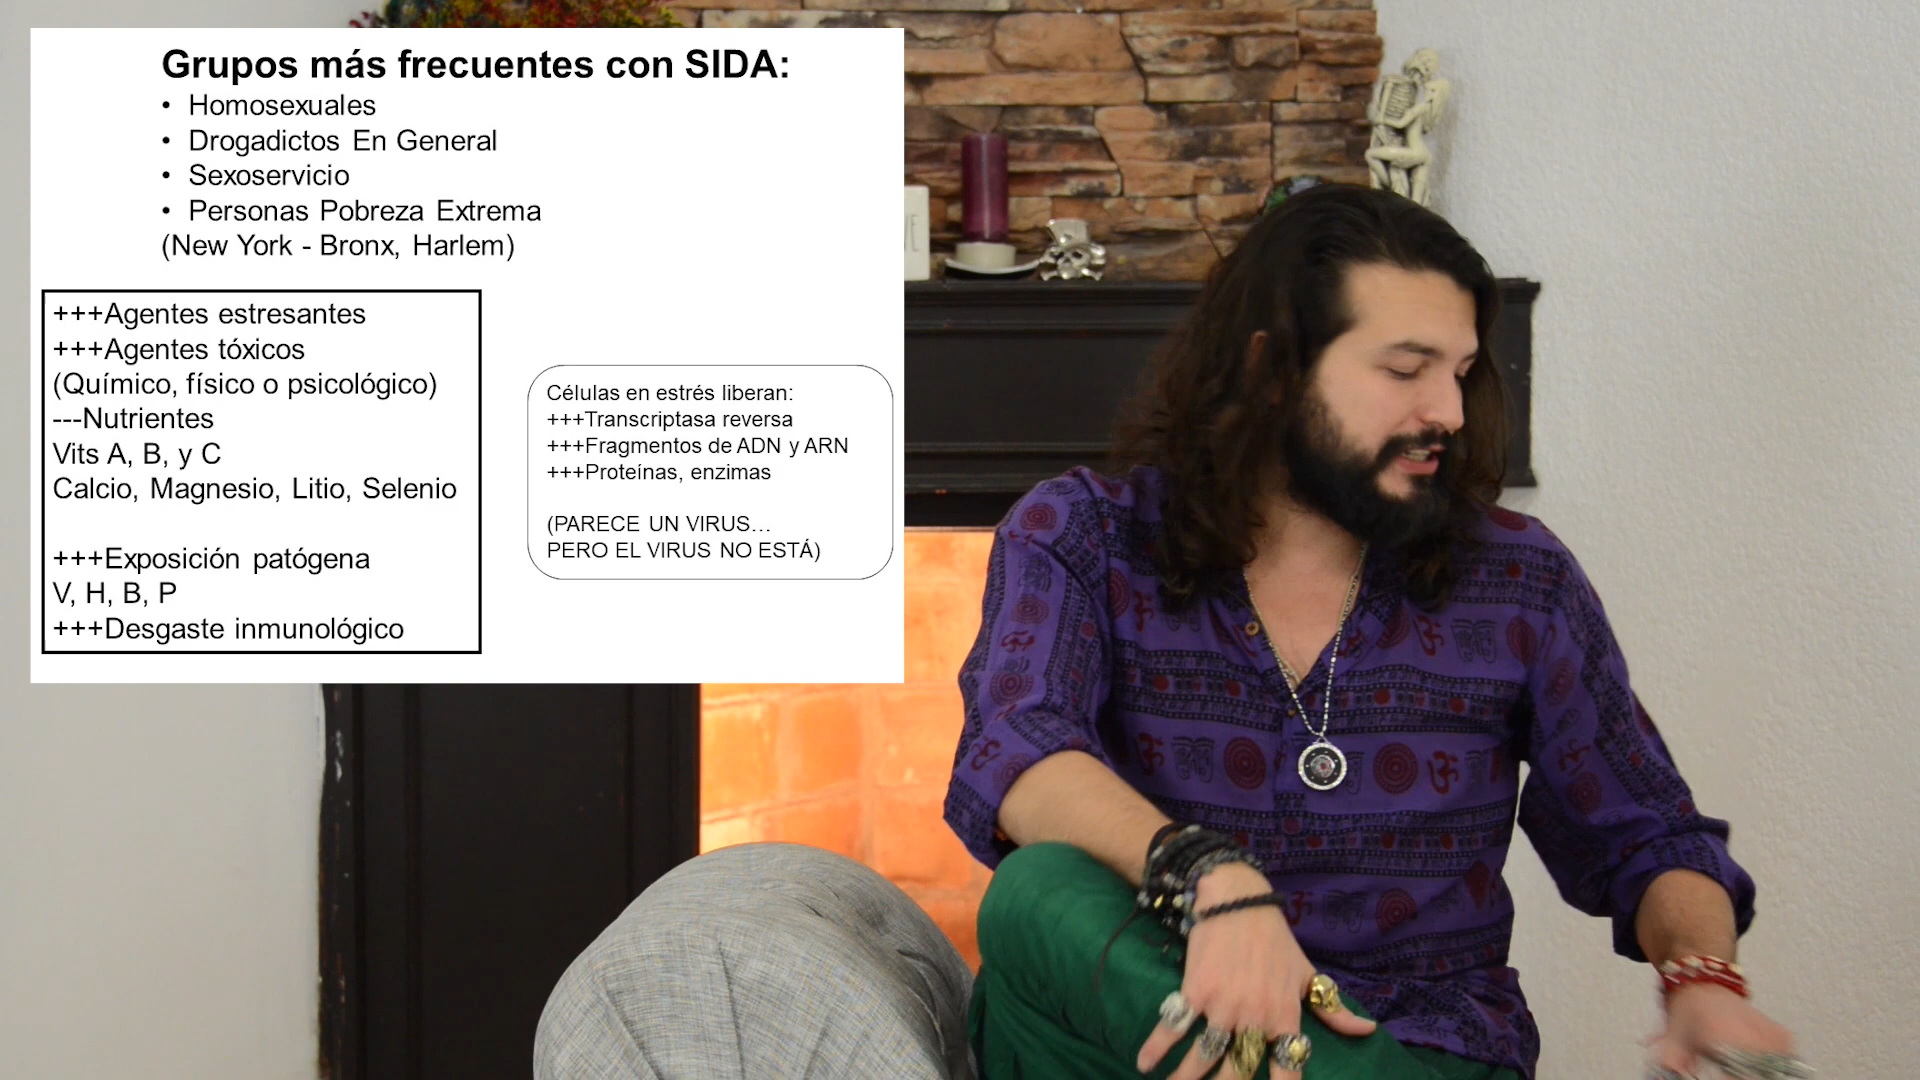 Grupos más frecuentes con SIDA:
• Homosexuales
• Drogadictos En General
• Sexoservicio
• Personas Pobreza Extrema
(New York - Bronx, Harlem)
+++Agentes estresantes
+++Agentes tóxicos
(Químico, físico o psicológico)
---Nutrientes
Vits A, B, y C
Calcio, Magnesio, Litio, Selenio
+++Exposición patógena
V, H, B, P
+++Desgaste inmunológico
Células en estrés liberan:
+++Transcriptasa reversa
+++Fragmentos de ADN y ARN
+++Proteínas, enzimas
(PARECE UN VIRUS…
PERO EL VIRUS NO ESTÁ)